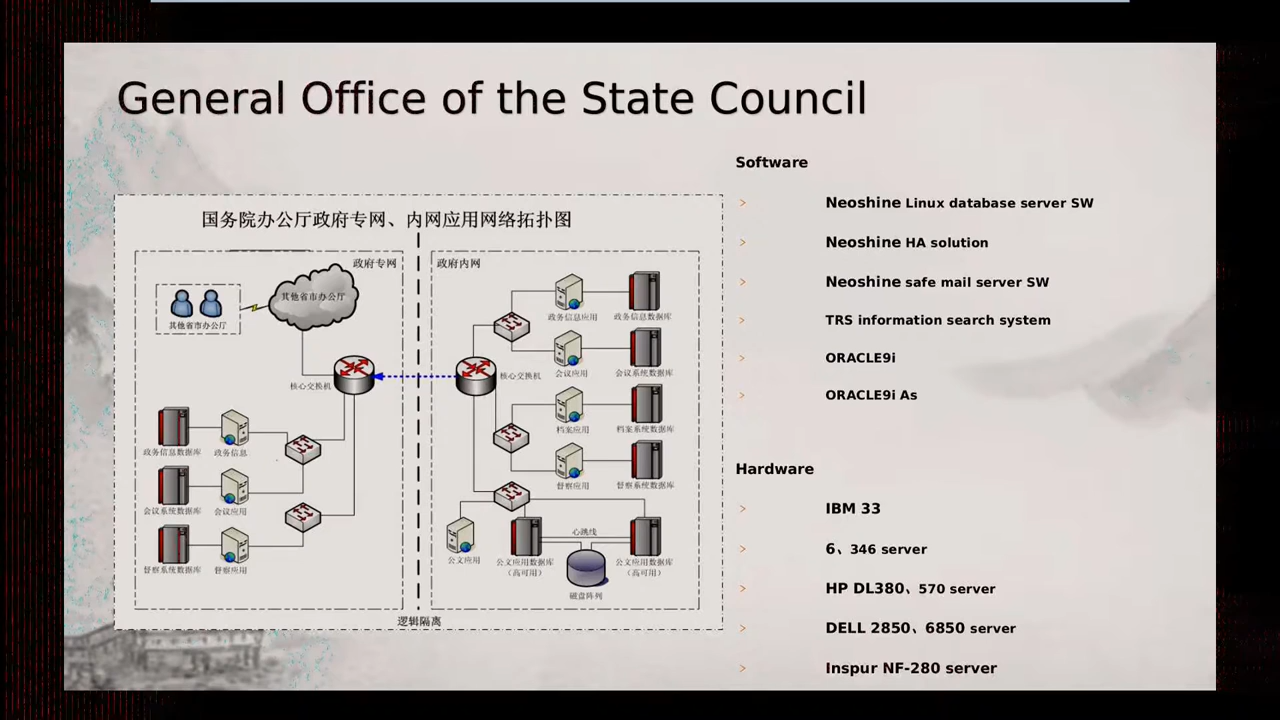 General Office of the State Council
国务院办公厅政府专网、内网应用网络拓扑图
政府专网
其他省市办公厅
其他省市办公厅
核心交换机
政务信息数据库
政务信息
会议系统数据库
会议应用
督察系统数据库
督察应用
政府内网
核心交换机
政务信息应用
政务信息数据库
会议应用
会议系统数据库
档案应用
档案系统数据库
督察应用
督察系统数据库
公文应用
心跳线
公文应用数据库
（高可用）
公文应用数据库
（高可用）
磁盘阵列
逻辑隔离
Software
> Neoshine Linux database server SW
> Neoshine HA solution
> Neoshine safe mail server SW
> TRS information search system
> ORACLE9i
> ORACLE9i As
Hardware
> IBM 33
> 6、346 server
> HP DL380、570 server
> DELL 2850、6850 server
> Inspur NF-280 server